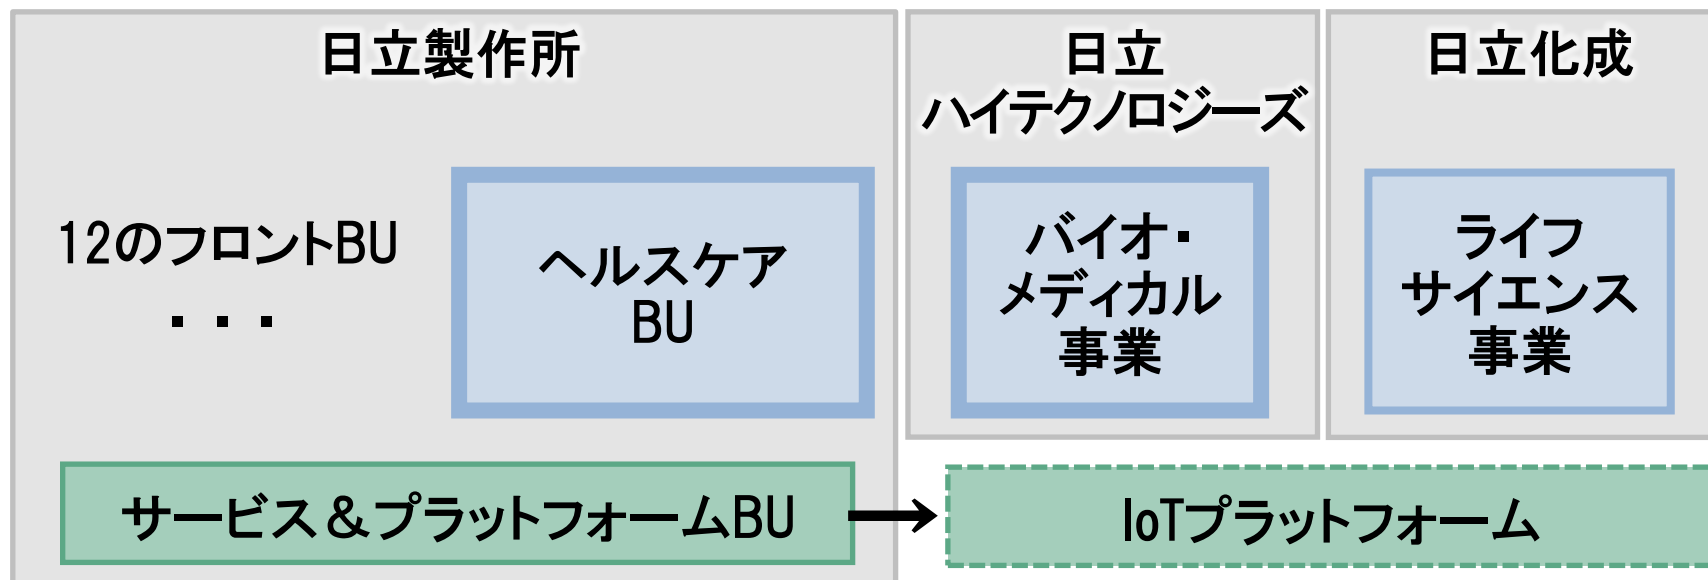 日立製作所
12のフロントBU
・・・
ヘルスケア
BU
サービス＆プラットフォームBU
日立
ハイテクノロジーズ
バイオ・
メディカル
事業
日立化成
ライフ
サイエンス
事業
IoTプラットフォーム